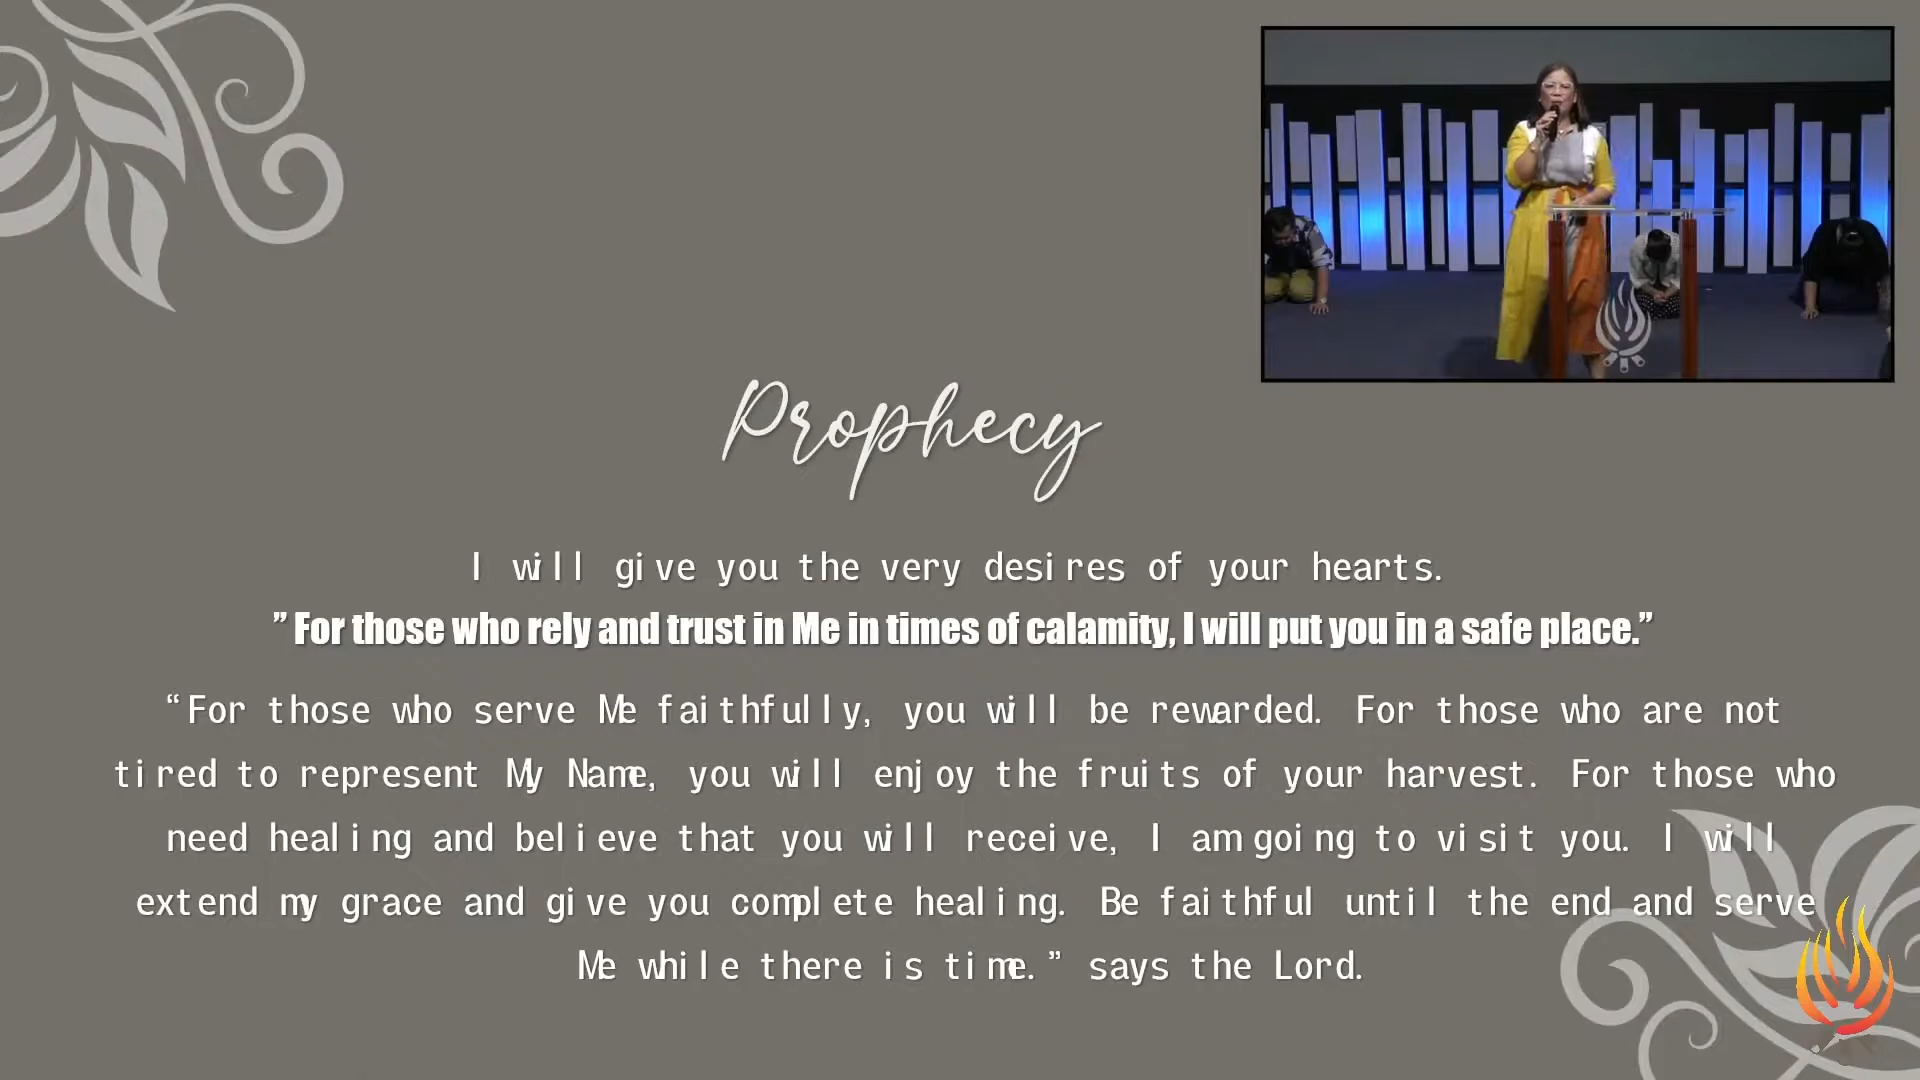 Prophecy
I will give you the very desires of your hearts.
”For those who rely and trust in Me in times of calamity, I will put you in a safe place.”
“For those who serve Me faithfully, you will be rewarded. For those who are not
tired to represent My Name, you will enjoy the fruits of your harvest. For those who
need healing and believe that you will receive, I am going to visit you. I will
extend my grace and give you complete healing. Be faithful until the end and serve
Me while there is time.” says the Lord.